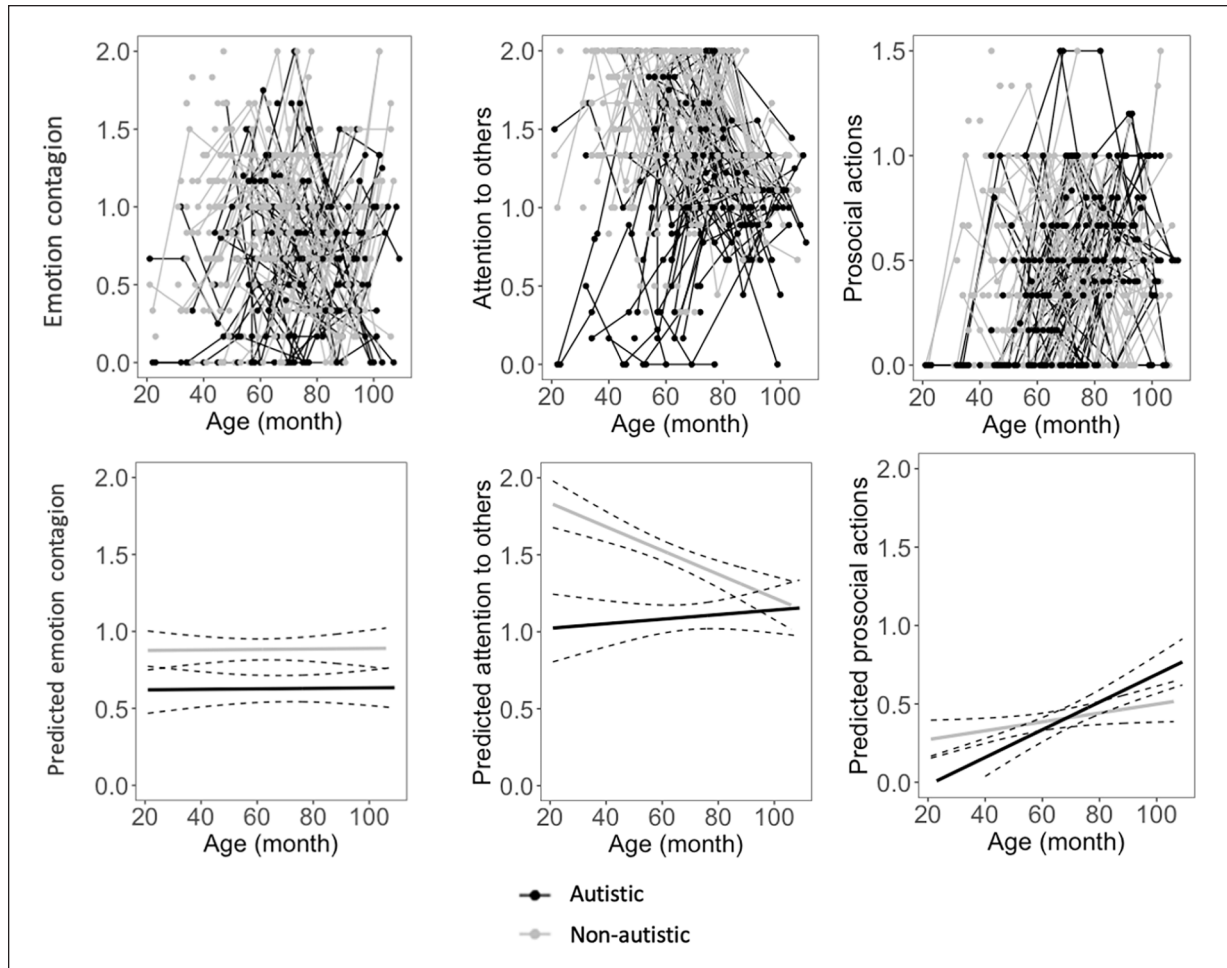 Emotion contagion
2.0
1.5
1.0
0.5
0.0
20 40 60 80 100
Age (month)
Attention to others
2.0
1.5
1.0
0.5
0.0
20 40 60 80 100
Age (month)
Prosocial actions
1.5
1.0
0.5
0.0
20 40 60 80 100
Age (month)
Predicted emotion contagion
2.0
1.5
1.0
0.5
0.0
20 40 60 80 100
Age (month)
Predicted attention to others
2.0
1.5
1.0
0.5
0.0
20 40 60 80 100
Age (month)
Predicted prosocial actions
2.0
1.5
1.0
0.5
0.0
20 40 60 80 100
Age (month)
Autistic
Non-autistic